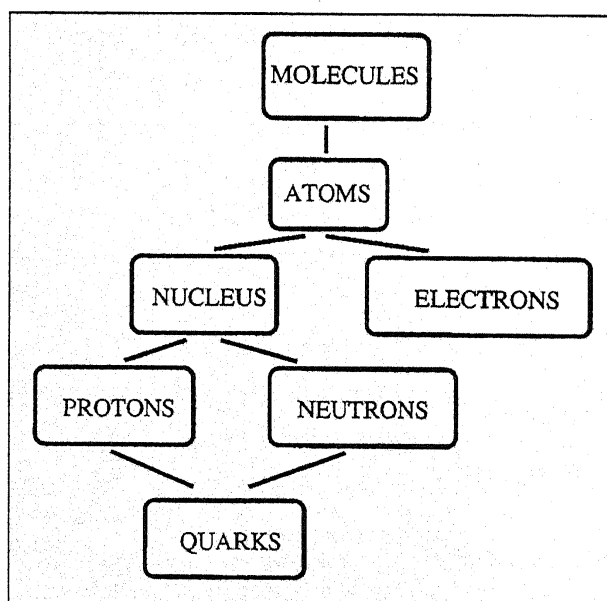 MOLECULES
ATOMS
NUCLEUS
ELECTRONS
PROTONS
NEUTRONS
QUARKS